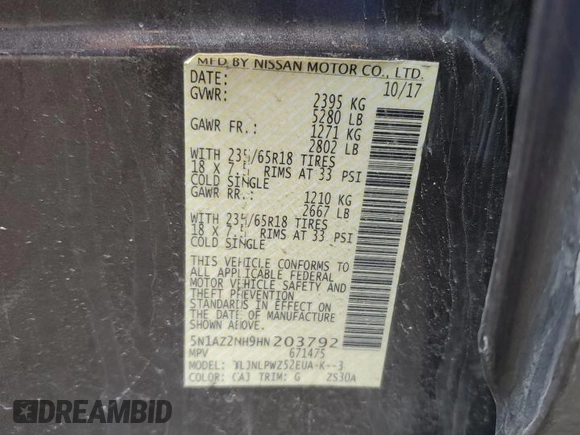 MFD BY NISSAN MOTOR CO., LTD.
DATE: 10/17
GVWR: 2395 KG
5280 LB
GAWR FR.: 1271 KG
2802 LB
WITH 235/65R18 TIRES
18 X 7.5 RIMS AT 33 PSI
COLD SINGLE
GAWR RR.: 1210 KG
2667 LB
WITH 235/65R18 TIRES
18 X 7.5 RIMS AT 33 PSI
COLD SINGLE
THIS VEHICLE CONFORMS TO
ALL APPLICABLE FEDERAL
MOTOR VEHICLE SAFETY AND
THEFT PREVENTION
STANDARDS IN EFFECT ON
THE DATE OF MANUFACTURE
SHOWN ABOVE.
5N1AZ2NH9HN203792
MPV 671475
MODEL: TLJNLPWZ52EUA-K--3
COLOR: CAJ TRIM: G ZS30A